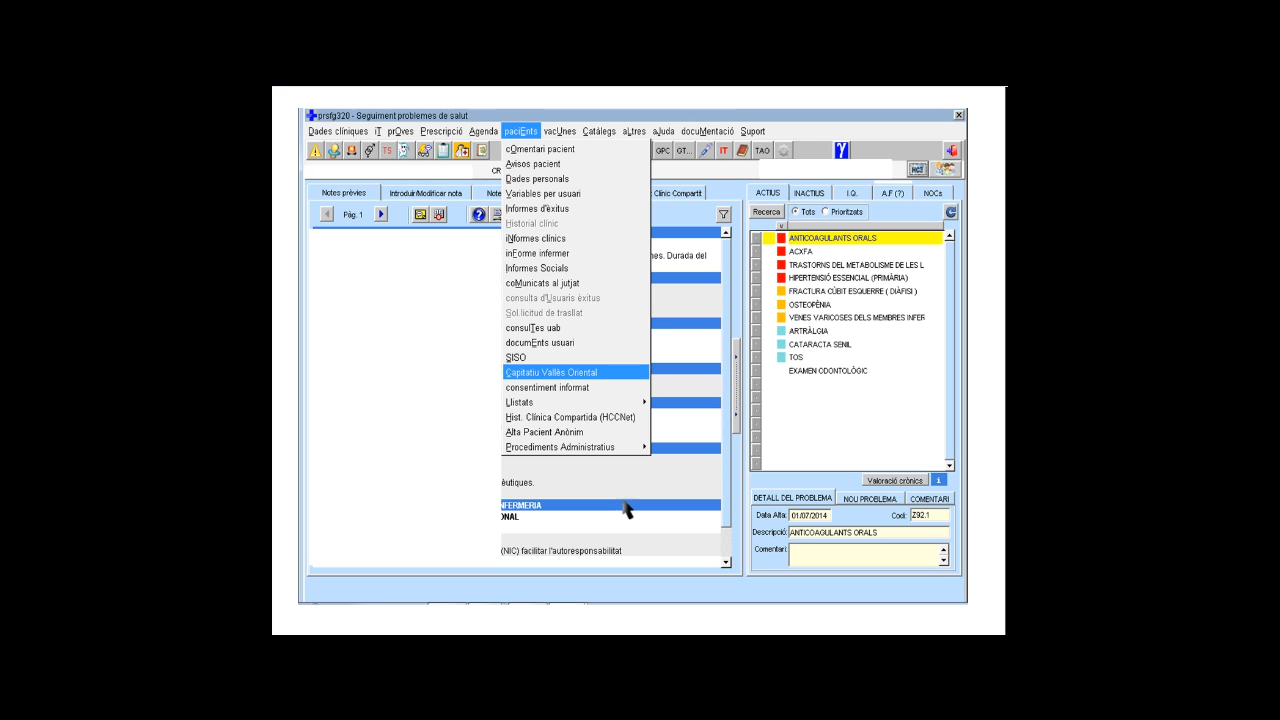 prsfg320 - Seguiment problemes de salut
Dades clíniques iT prOves Prescripció Agenda paciEnts vacUnes Catàlegs aLtres aJuda docuMentació Suport
TS GPC GT... IT TAO
CR
HC3
Notes prèvies Introduir/Modificar nota Note Clínic Compartit
Pàg. 1
cOmentari pacient
Avisos pacient
Dades personals
Variables per usuari
Informes d'èxitus
Historial clínic
iNformes clínics
inForme infermer
Informes Socials
coMunicats al jutjat
consulta d'Usuaris èxitus
Sol.licitud de trasllat
consulTes uab
documEnts usuari
SISO
Capitatiu Vallès Oriental
consentiment informat
Llistats
Hist. Clínica Compartida (HCCNet)
Alta Pacient Anònim
Procediments Administratius
nes. Durada del
èutiques.
NFERMERIA
ONAL
(NIC) facilitar l'autoresponsabilitat
ACTIUS INACTIUS I.Q. A.F (?) NOCs
Recerca Tots Prioritzats
ANTICOAGULANTS ORALS
ACXFA
TRASTORNS DEL METABOLISME DE LES L
HIPERTENSIÓ ESSENCIAL (PRIMÀRIA)
FRACTURA CÚBIT ESQUERRE ( DIÀFISI )
OSTEOPÈNIA
VENES VARICOSES DELS MEMBRES INFER
ARTRÀLGIA
CATARACTA SENIL
TOS
EXAMEN ODONTOLÒGIC
Valoració crònics i
DETALL DEL PROBLEMA NOU PROBLEMA COMENTARI
Data Alta: 01/07/2014 Codi: Z92.1
Descripció: ANTICOAGULANTS ORALS
Comentari: